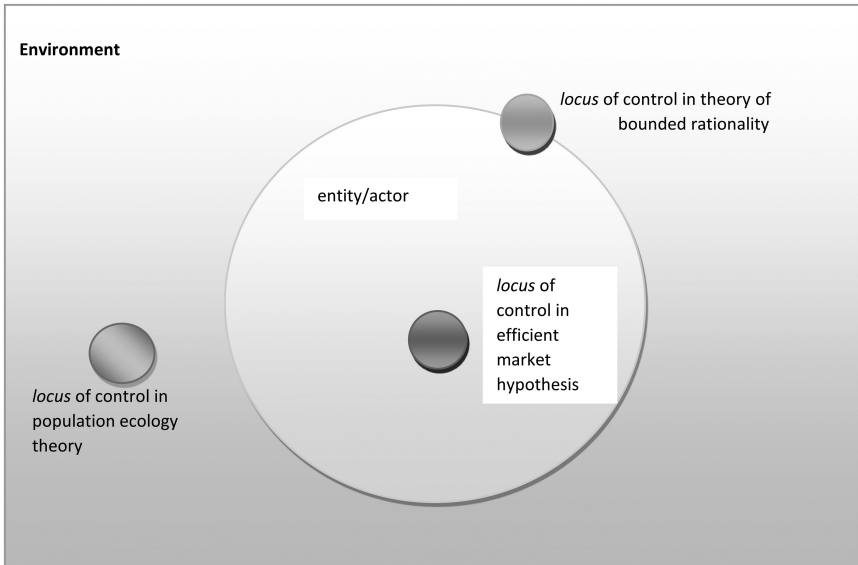 Environment
locus of control in theory of
bounded rationality
entity/actor
locus of
control in
efficient
market
hypothesis
locus of control in
population ecology
theory